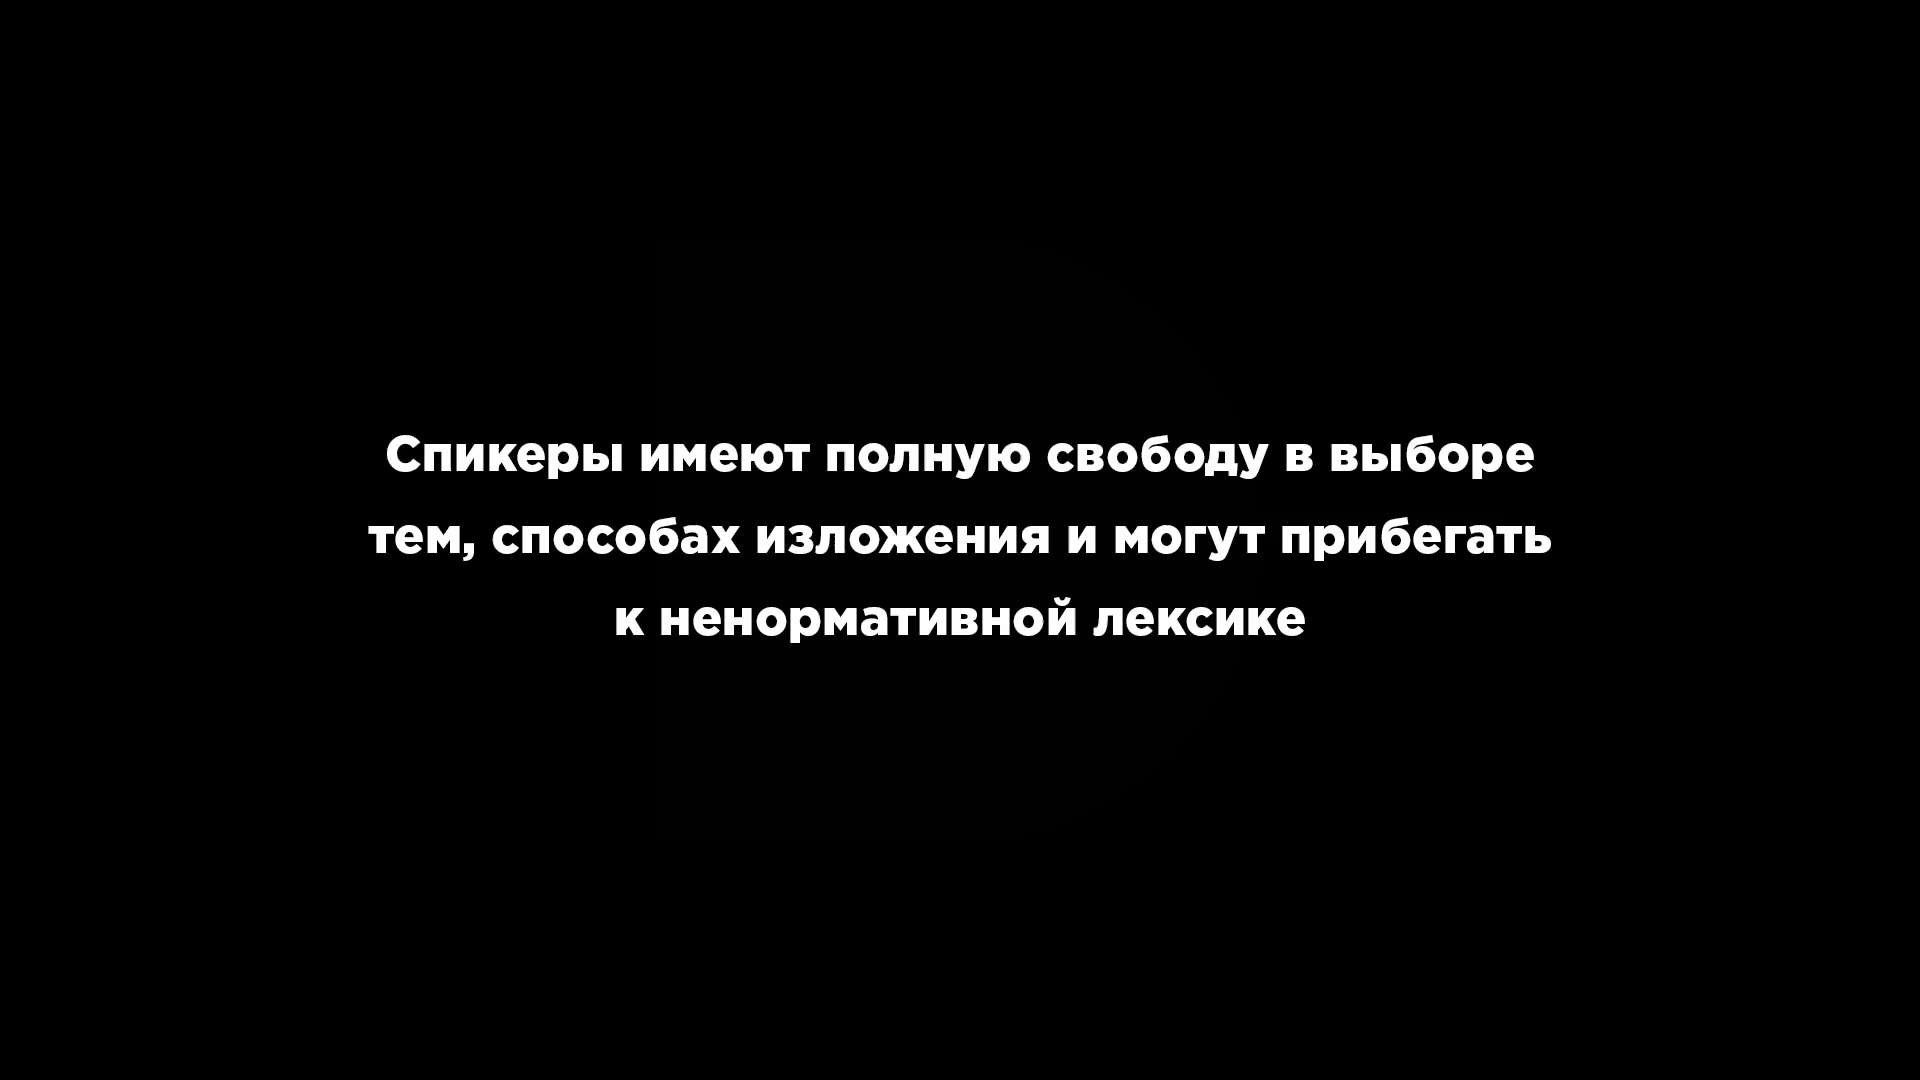 Спикеры имеют полную свободу в выборе
тем, способах изложения и могут прибегать
к ненормативной лексике